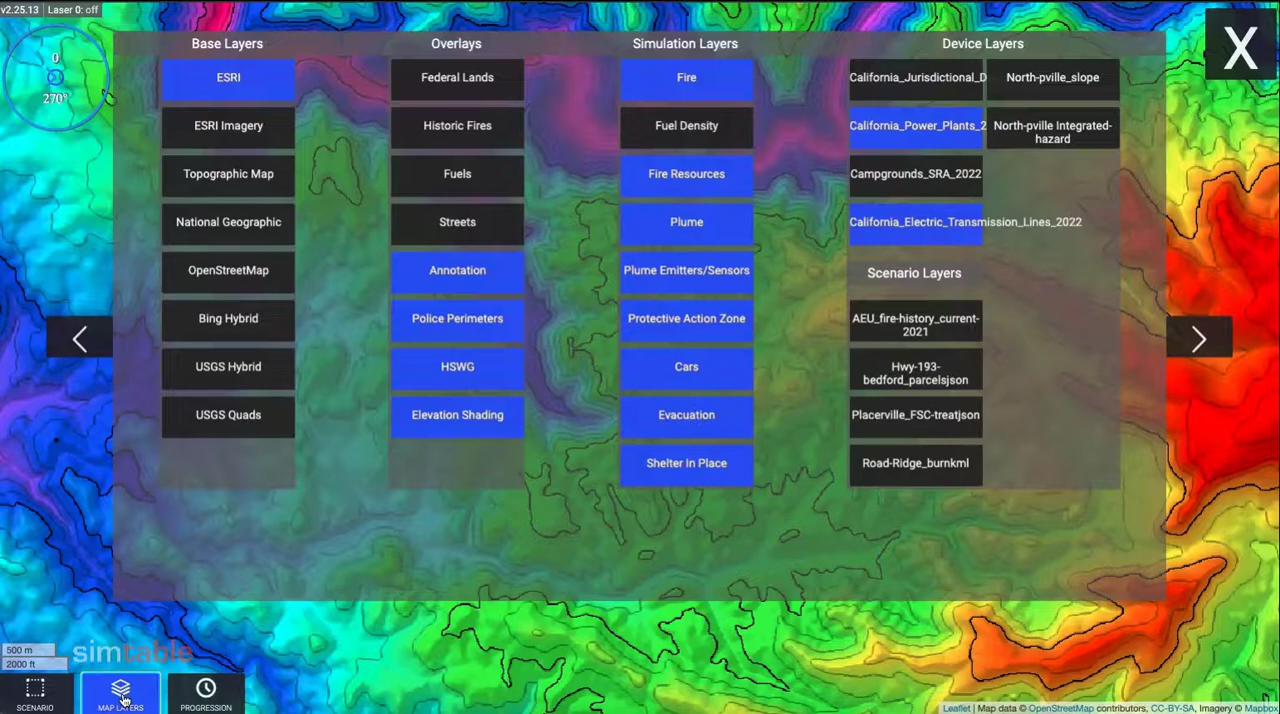 v2.25.13 Laser 0: off
0
270°
X
Base Layers
ESRI
ESRI Imagery
Topographic Map
National Geographic
OpenStreetMap
Bing Hybrid
USGS Hybrid
USGS Quads
Overlays
Federal Lands
Historic Fires
Fuels
Streets
Annotation
Police Perimeters
HSWG
Elevation Shading
Simulation Layers
Fire
Fuel Density
Fire Resources
Plume
Plume Emitters/Sensors
Protective Action Zone
Cars
Evacuation
Shelter In Place
Device Layers
California_Jurisdictional_D
North-pville_slope
California_Power_Plants_2
North-pville Integrated-
hazard
Campgrounds_SRA_2022
California_Electric_Transmission_Lines_2022
Scenario Layers
AEU_fire-history_current-
2021
Hwy-193-
bedford_parcelsjson
Placerville_FSC-treatjson
Road-Ridge_burnkml
500 m
2000 ft
simtable
SCENARIO
MAP LAYERS
PROGRESSION
Leaflet | Map data © OpenStreetMap contributors, CC-BY-SA, Imagery © Mapbox